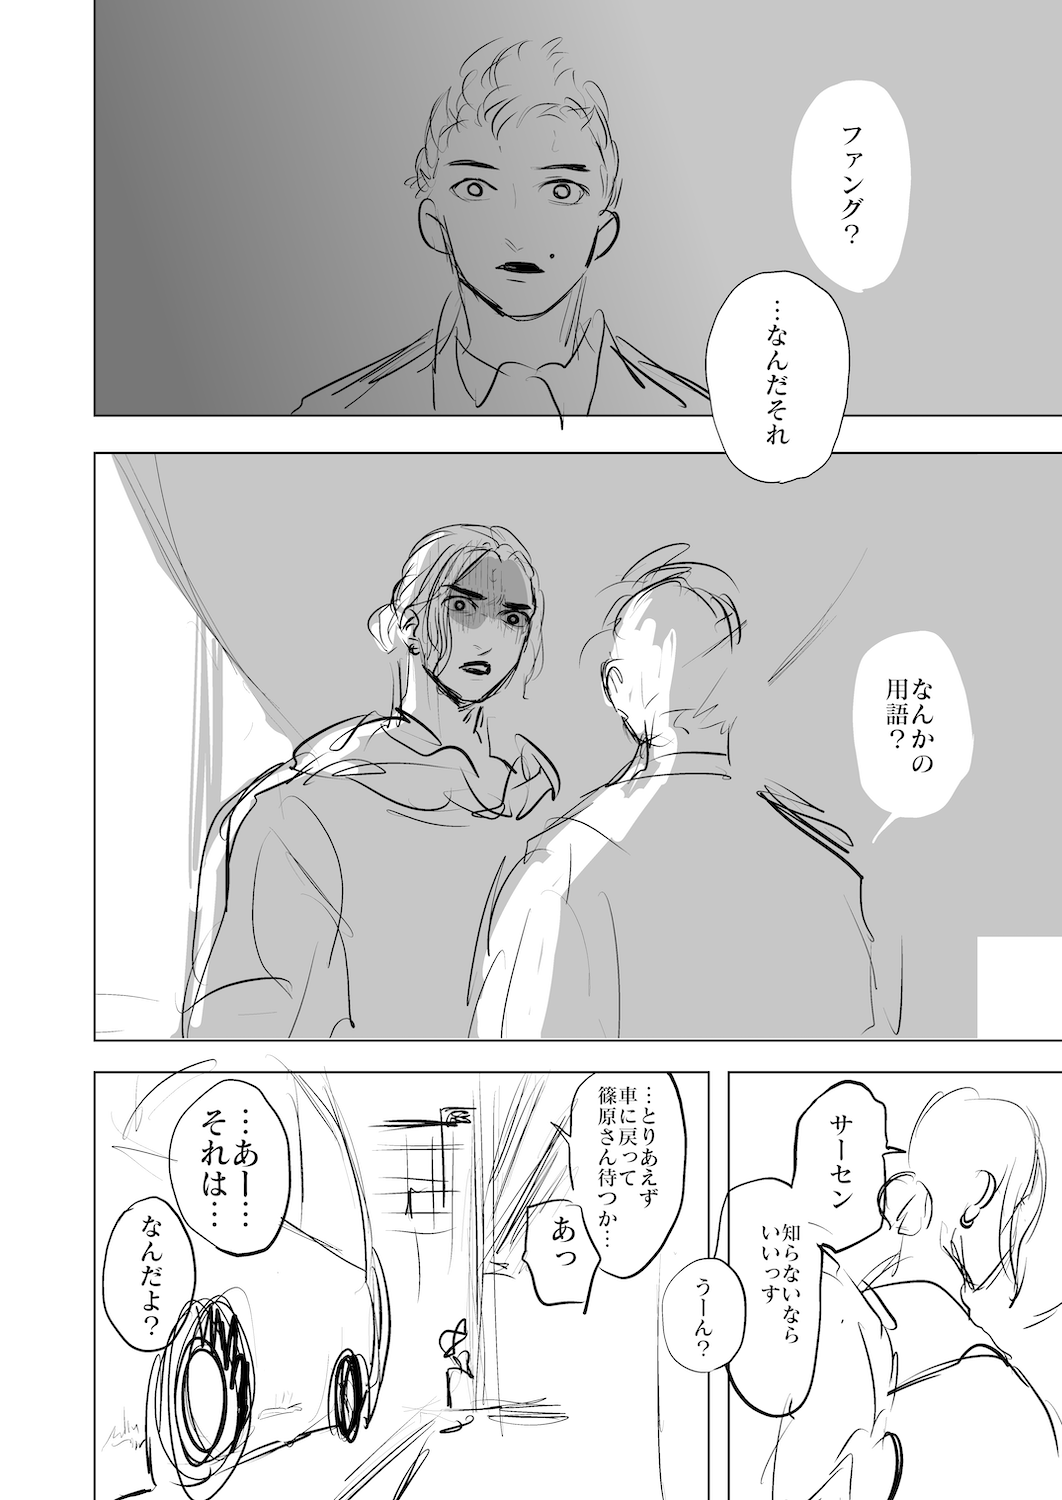 ファング?
…なんだそれ
なんかの
用語?
サーセン
知らないなら
いいっす
うーん?
…とりあえず
車に戻って
篠原さん待つか…
あっ
…あー…
それは…
なんだよ?